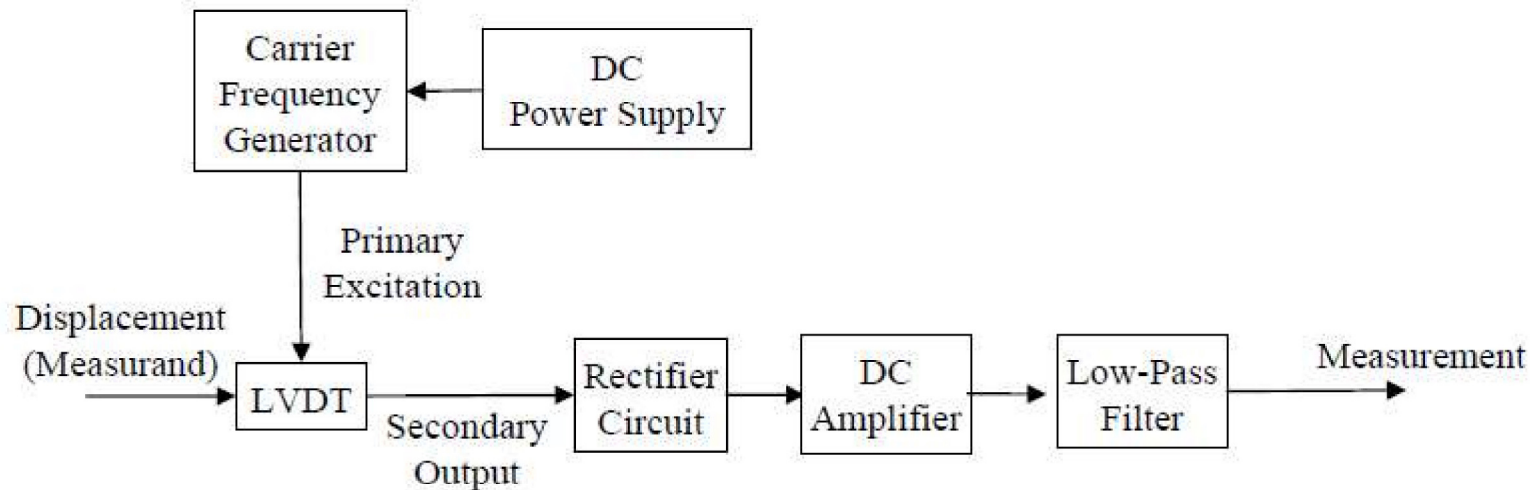 Carrier
Frequency
Generator
DC
Power Supply
Primary
Excitation
Displacement
(Measurand)
LVDT
Secondary
Output
Rectifier
Circuit
DC
Amplifier
Low-Pass
Filter
Measurement